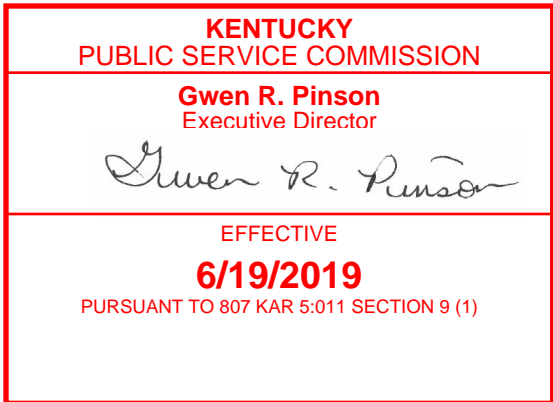 KENTUCKY
PUBLIC SERVICE COMMISSION
Gwen R. Pinson
Executive Director
Gwen R. Pinson
EFFECTIVE
6/19/2019
PURSUANT TO 807 KAR 5:011 SECTION 9 (1)